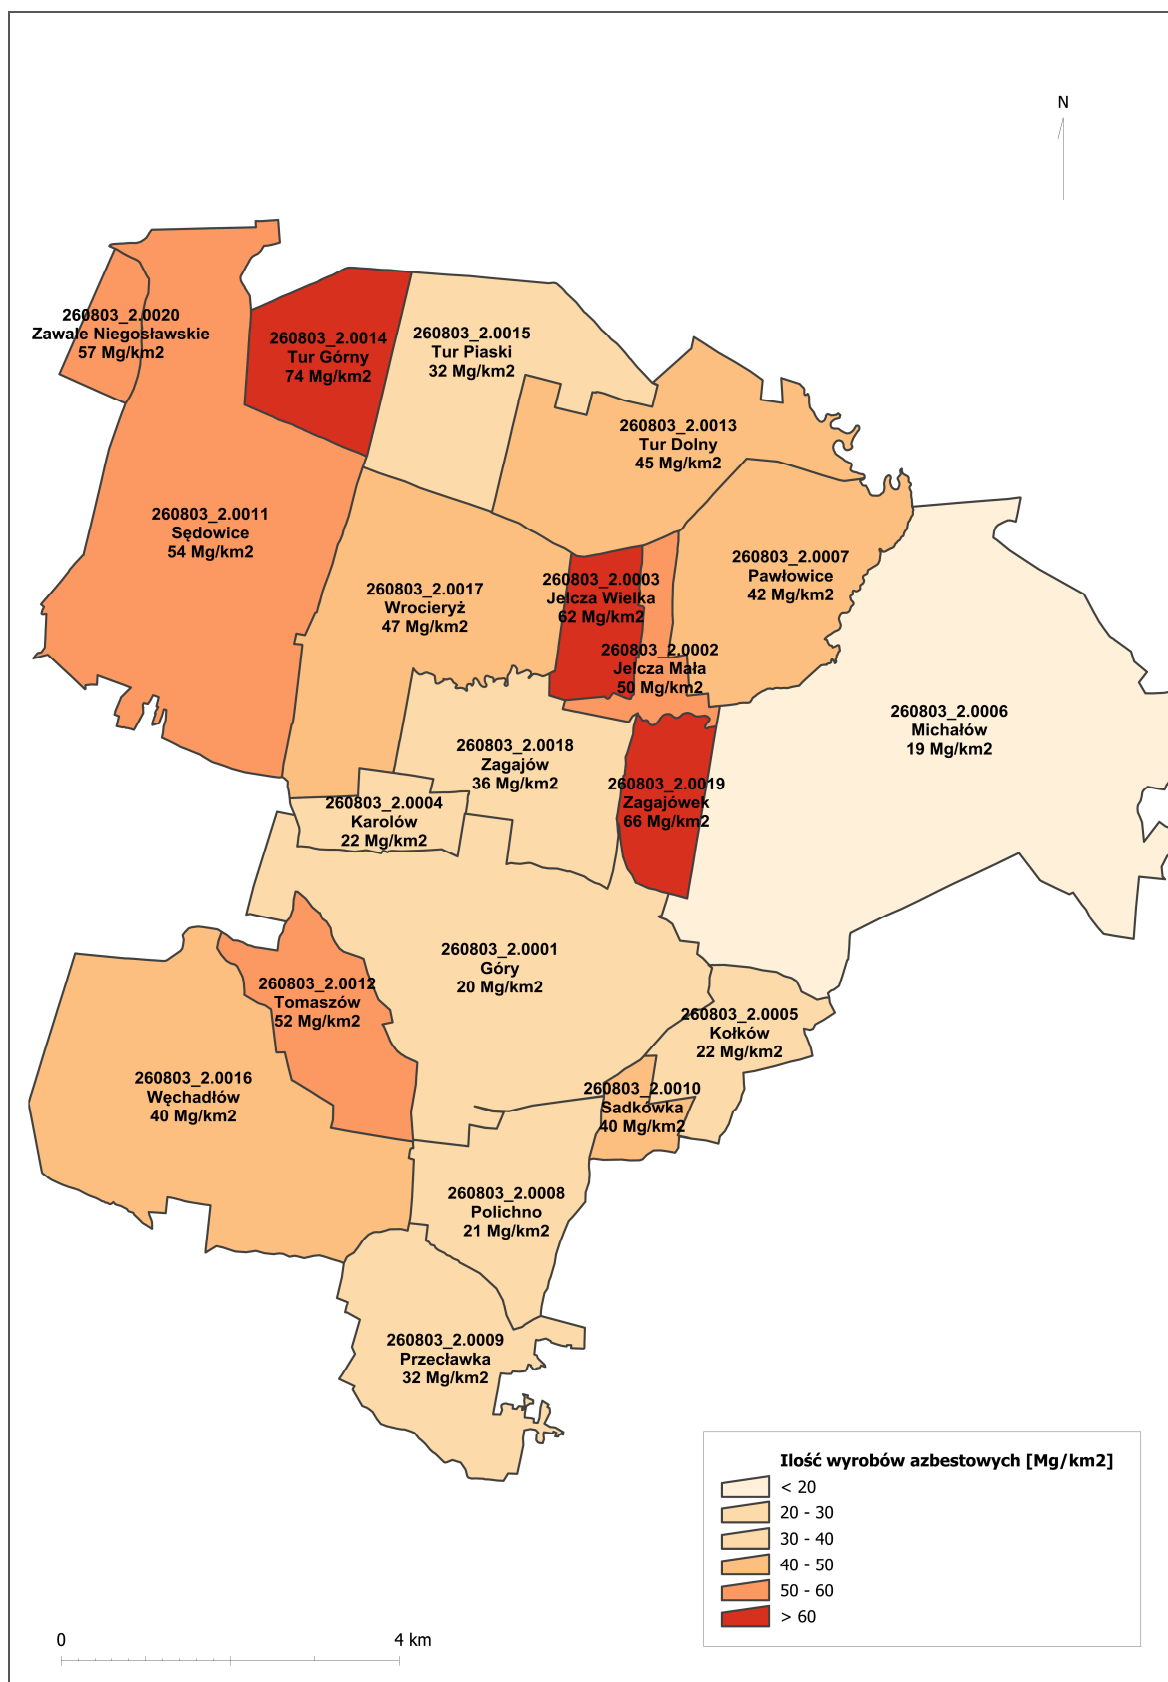 N
260803_2.0020
Zawale Niegosławskie
57 Mg/km2
260803_2.0014
Tur Górny
74 Mg/km2
260803_2.0015
Tur Piaski
32 Mg/km2
260803_2.0013
Tur Dolny
45 Mg/km2
260803_2.0011
Sędowice
54 Mg/km2
260803_2.0017
Wrocieryż
47 Mg/km2
260803_2.0003
Jelcza Wielka
62 Mg/km2
260803_2.0007
Pawłowice
42 Mg/km2
260803_2.0002
Jelcza Mała
50 Mg/km2
260803_2.0006
Michałów
19 Mg/km2
260803_2.0018
Zagajów
36 Mg/km2
260803_2.0019
Zagajówek
66 Mg/km2
260803_2.0004
Karolów
22 Mg/km2
260803_2.0001
Góry
20 Mg/km2
260803_2.0012
Tomaszów
52 Mg/km2
260803_2.0005
Kołków
22 Mg/km2
260803_2.0016
Węchadłów
40 Mg/km2
260803_2.0010
Sadkówka
40 Mg/km2
260803_2.0008
Polichno
21 Mg/km2
260803_2.0009
Przecławka
32 Mg/km2
Ilość wyrobów azbestowych [Mg/km2]
< 20
20 - 30
30 - 40
40 - 50
50 - 60
> 60
0 4 km